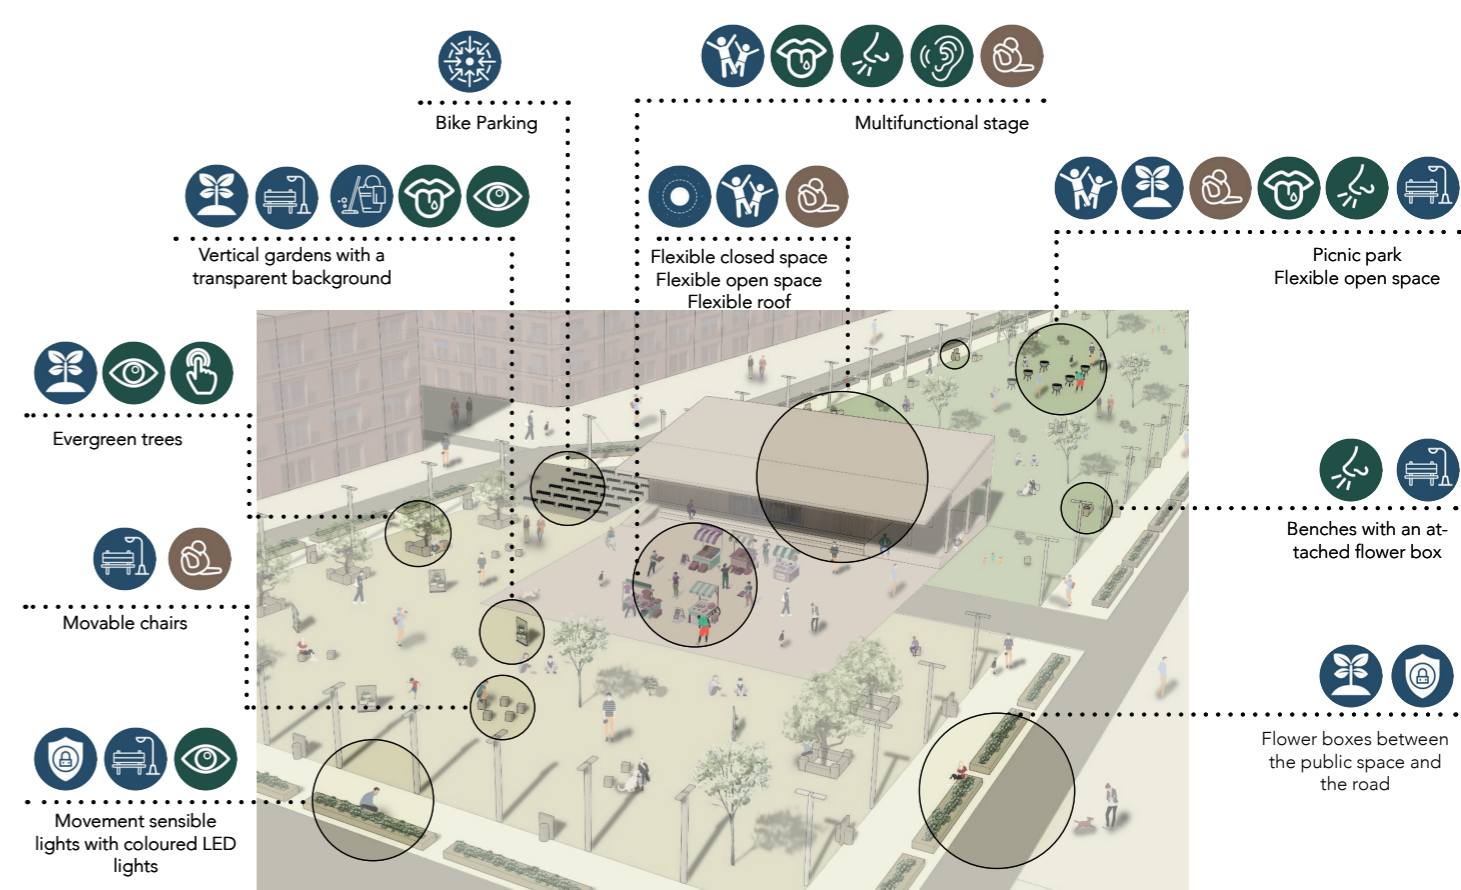 Bike Parking
Multifunctional stage
Vertical gardens with a
transparent background
Flexible closed space
Flexible open space
Flexible roof
Picnic park
Flexible open space
Evergreen trees
Benches with an at-
tached flower box
Movable chairs
Flower boxes between
the public space and
the road
Movement sensible
lights with coloured LED
lights